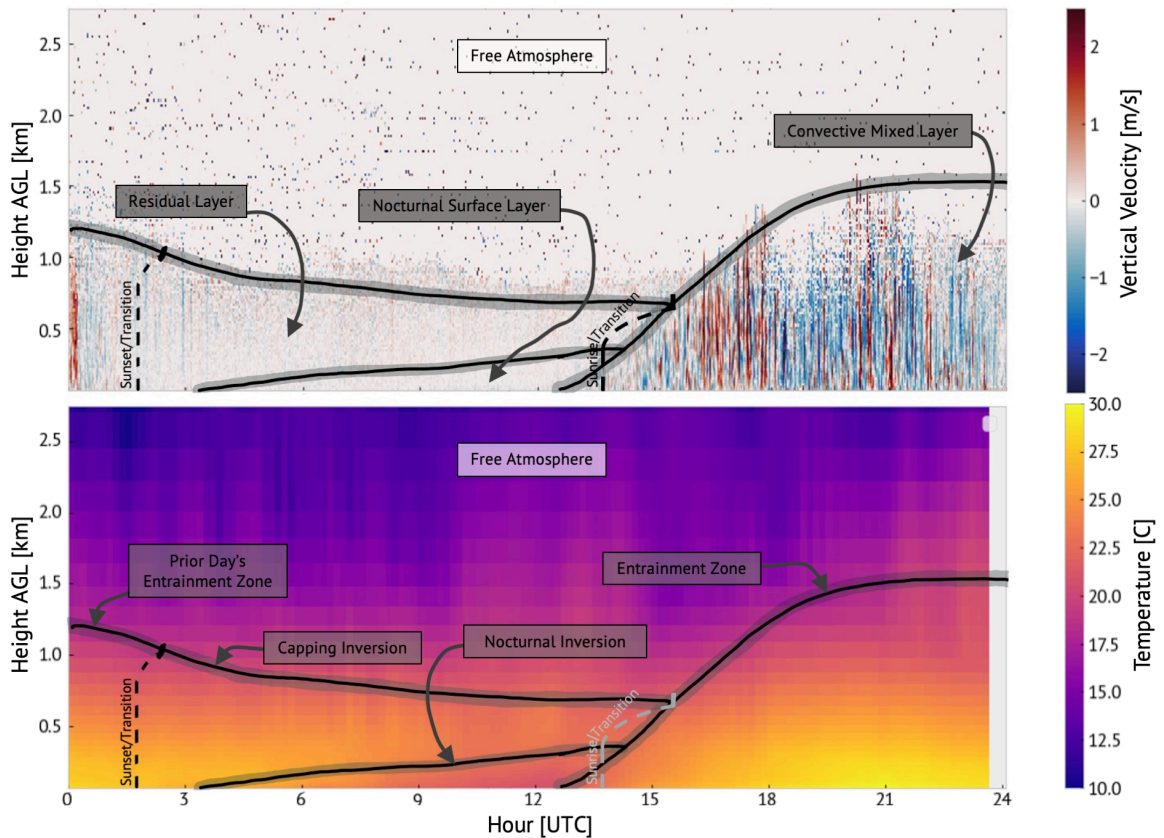 2.5
2.0
1.5
1.0
0.5
Height AGL [km]
Free Atmosphere
Convective Mixed Layer
Residual Layer
Nocturnal Surface Layer
Sunset/Transition
Sunrise/Transition
2
1
0
−1
−2
Vertical Velocity [m/s]
2.5
2.0
1.5
1.0
0.5
Height AGL [km]
Free Atmosphere
Prior Day's
Entrainment Zone
Entrainment Zone
Capping Inversion
Nocturnal Inversion
Sunset/Transition
Sunrise/Transition
0
3
6
9
12
15
18
21
24
Hour [UTC]
30.0
27.5
25.0
22.5
20.0
17.5
15.0
12.5
10.0
Temperature [C]